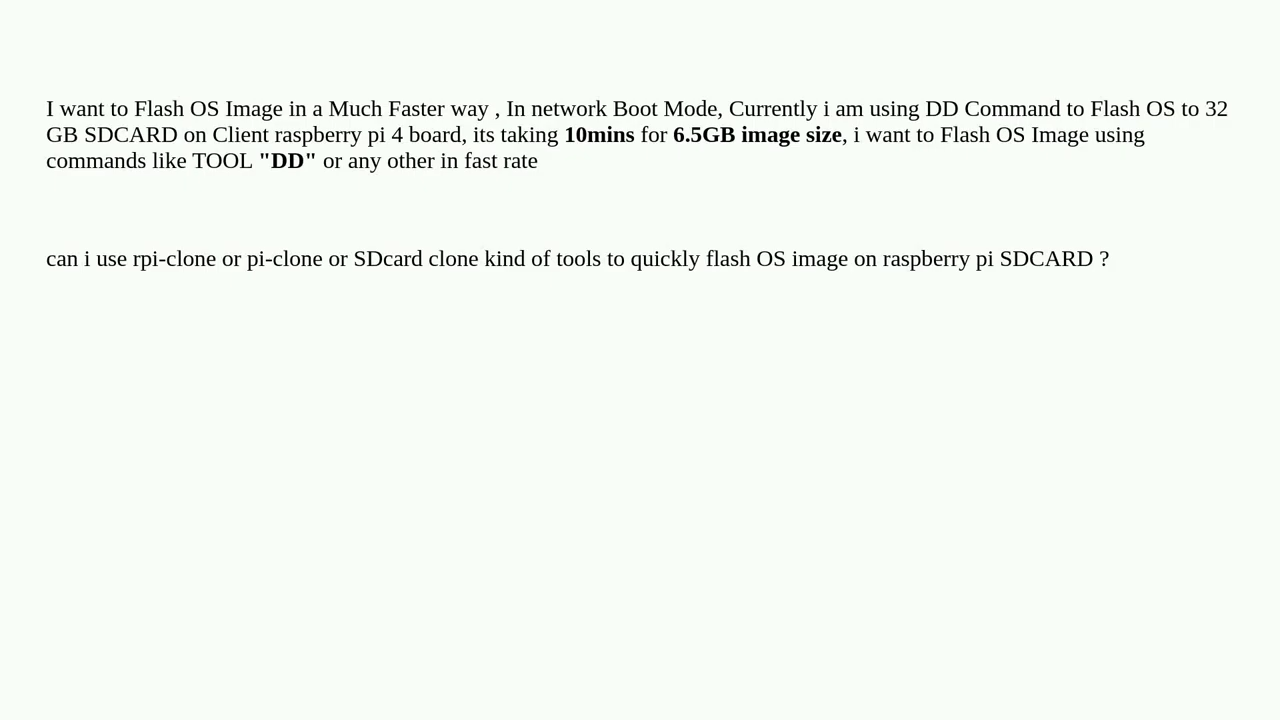 I want to Flash OS Image in a Much Faster way , In network Boot Mode, Currently i am using DD Command to Flash OS to 32
GB SDCARD on Client raspberry pi 4 board, its taking 10mins for 6.5GB image size, i want to Flash OS Image using
commands like TOOL "DD" or any other in fast rate
can i use rpi-clone or pi-clone or SDcard clone kind of tools to quickly flash OS image on raspberry pi SDCARD ?